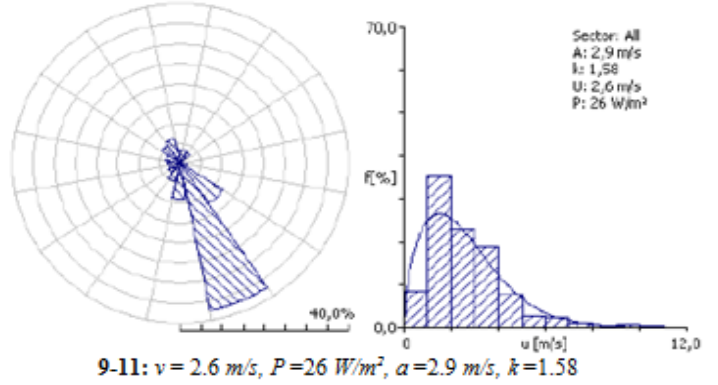 70,0
Sector: All
A: 2,9 m/s
k: 1,58
U: 2,6 m/s
P: 26 W/m²
f[%]
40,0%
0,0
0
u [m/s]
12,0
9-11: v = 2.6 m/s, P =26 W/m², a =2.9 m/s, k =1.58